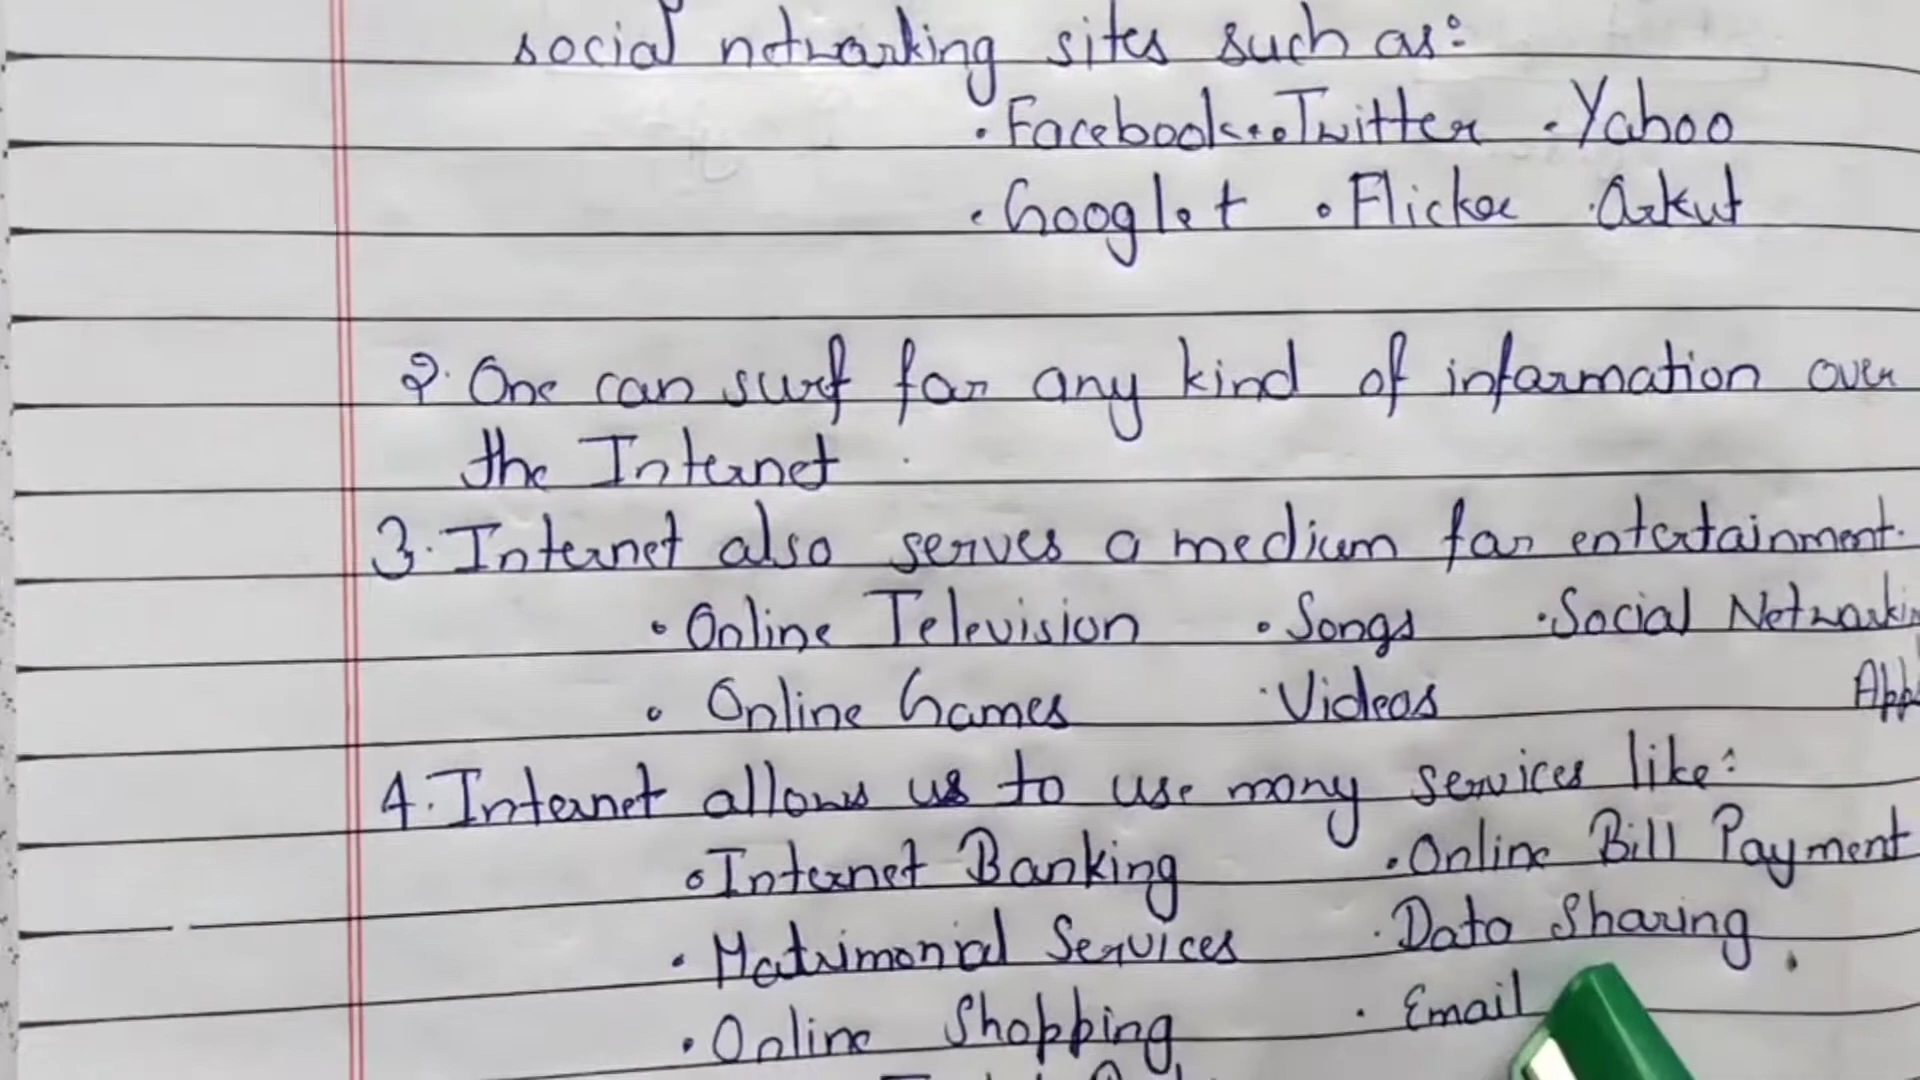 social networking sites such as:
• Facebook • Twitter • Yahoo
• Google+ • Flicker • Orkut
2. One can surf for any kind of information over
the Internet.
3. Internet also serves a medium for entertainment.
• Online Television • Songs • Social Networkin
• Online Games • Videos App
4. Internet allows us to use many services like:
• Internet Banking • Online Bill Payment
• Matrimonial Services • Data Sharing
• Online Shopping • Email